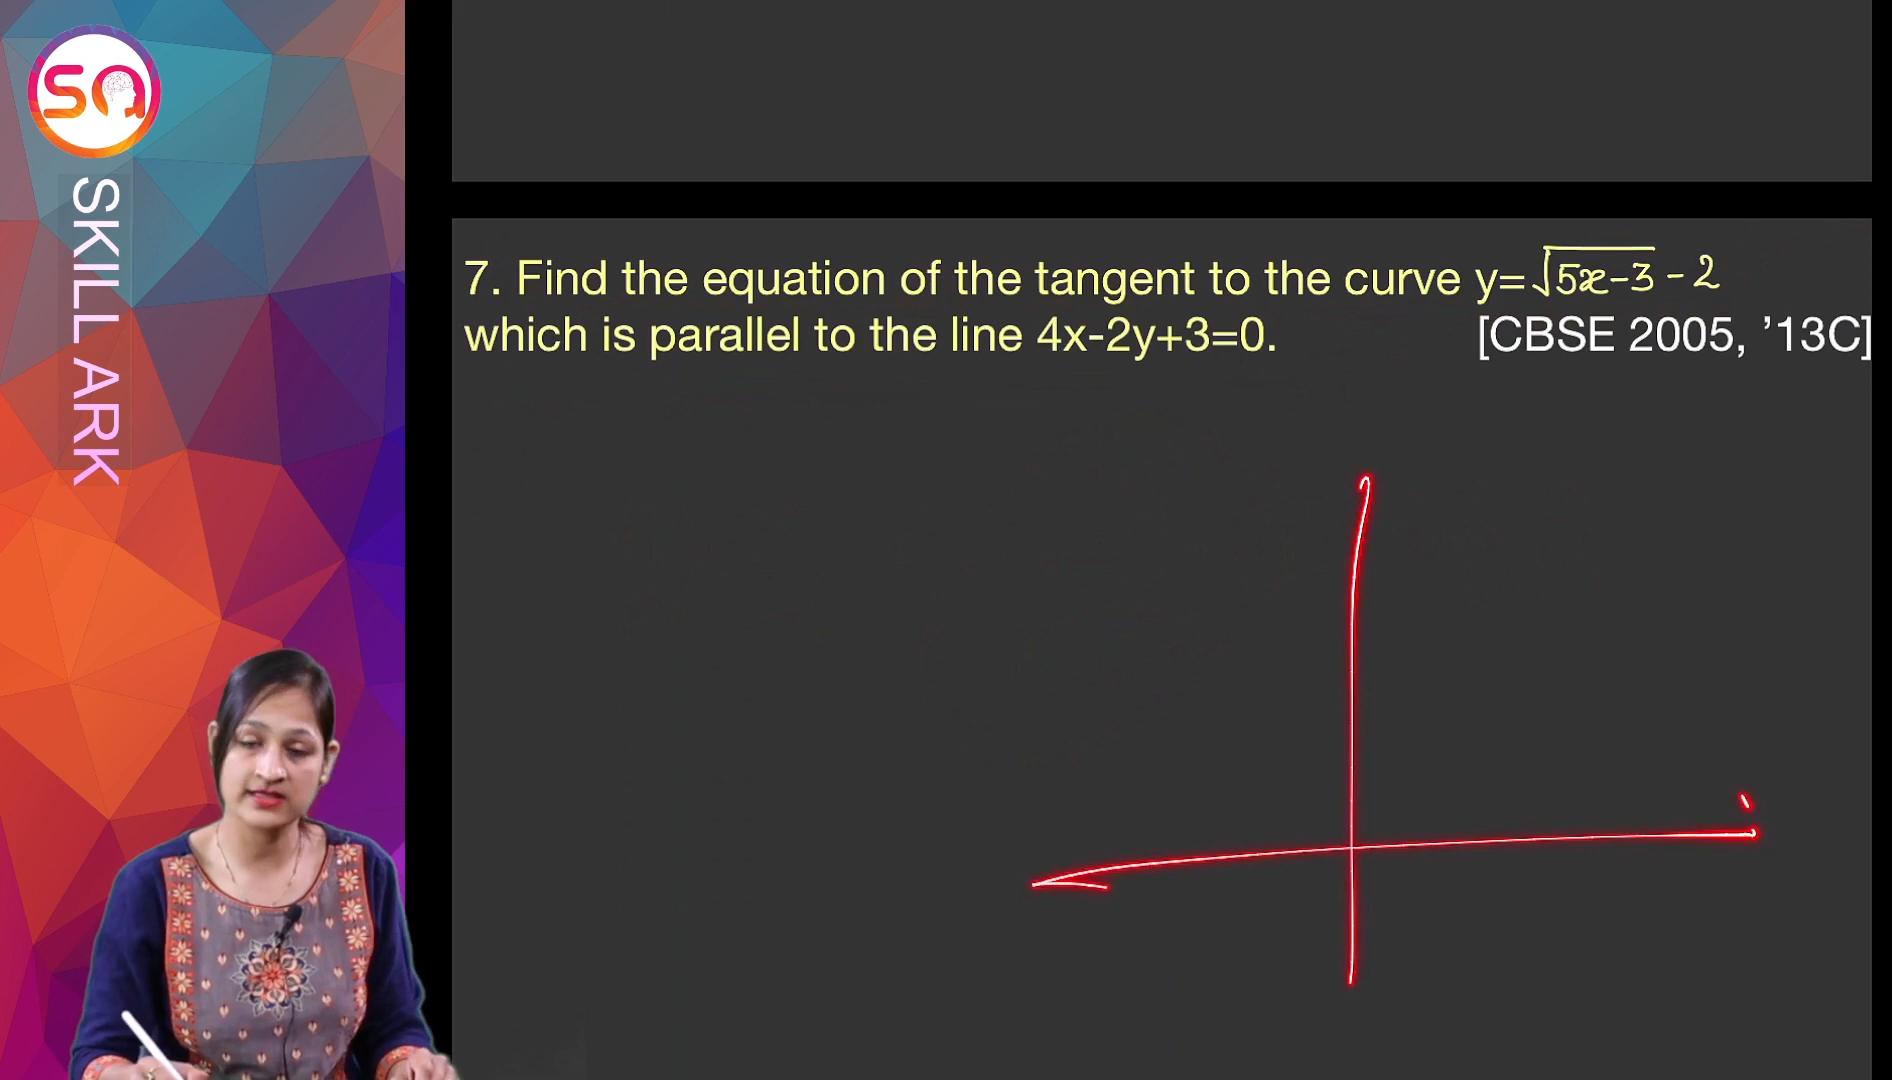 SA
SKILL ARK
7. Find the equation of the tangent to the curve y=√5x-3 - 2
which is parallel to the line 4x-2y+3=0. [CBSE 2005, ’13C]